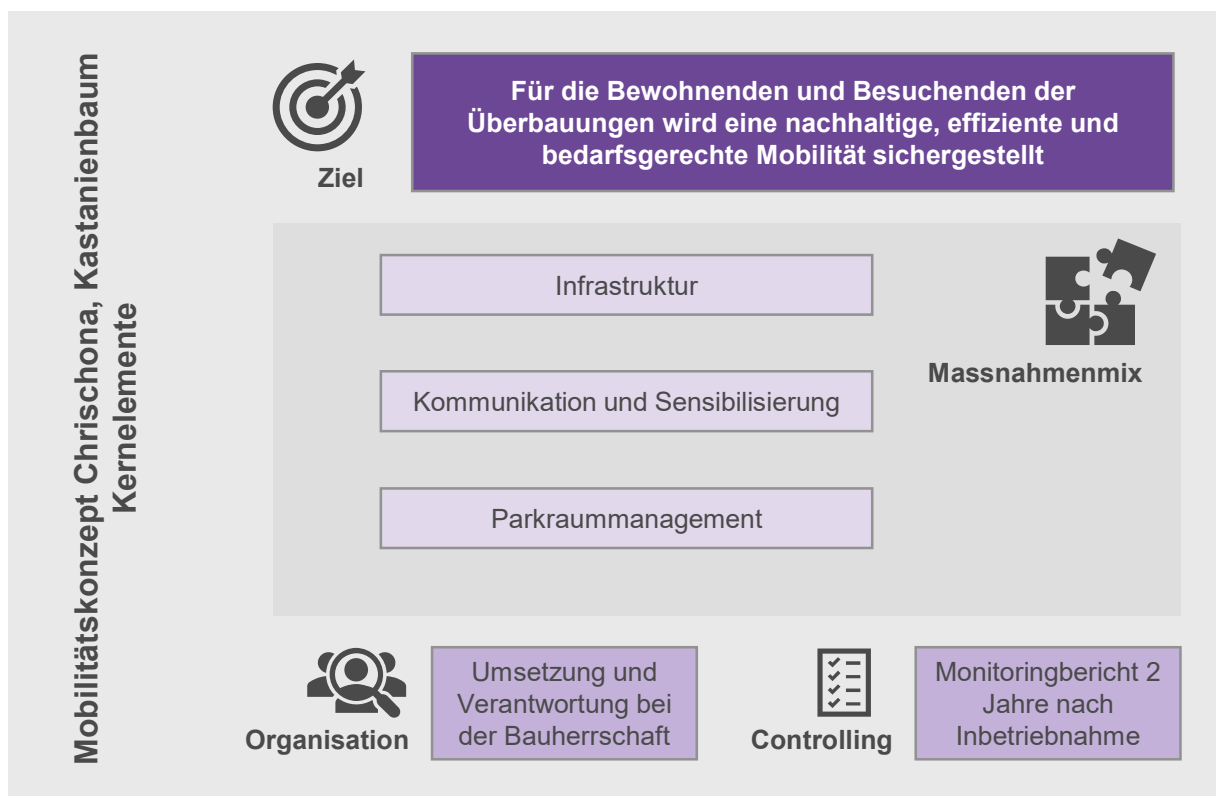 Mobilitätskonzept Chrischona, Kastanienbaum
Kernelemente
Ziel
Für die Bewohnenden und Besuchenden der
Überbauungen wird eine nachhaltige, effiziente und
bedarfsgerechte Mobilität sichergestellt
Infrastruktur
Kommunikation und Sensibilisierung
Parkraummanagement
Massnahmenmix
Organisation
Umsetzung und
Verantwortung bei
der Bauherrschaft
Controlling
Monitoringbericht 2
Jahre nach
Inbetriebnahme